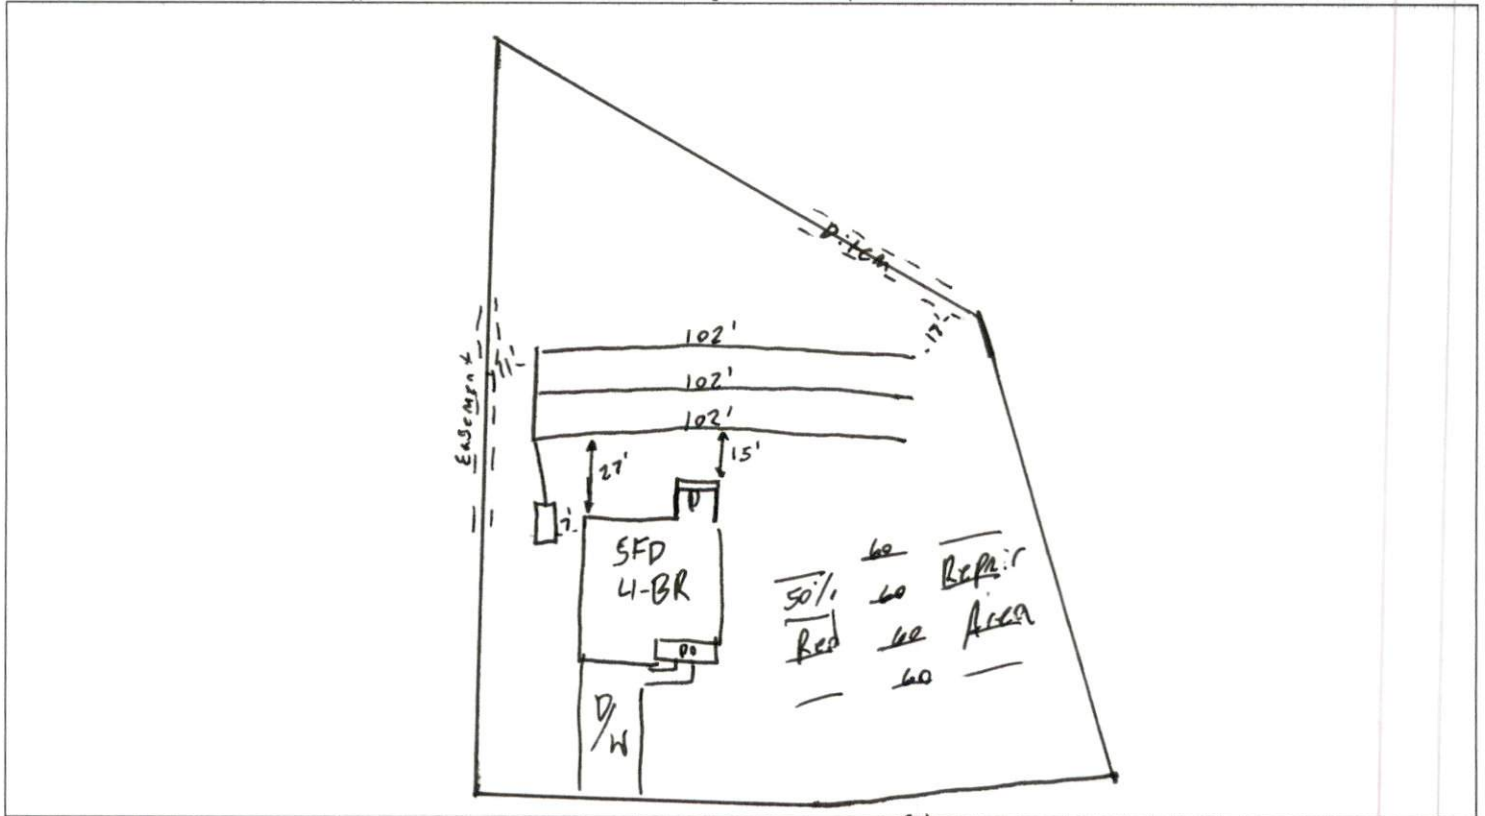 Ditch
102'
17'
11'
102'
Easement
102'
27'
15'
D
7'
SFD
4-BR
60
Repair
50%
60
Red
60
Area
60
Po
D/W